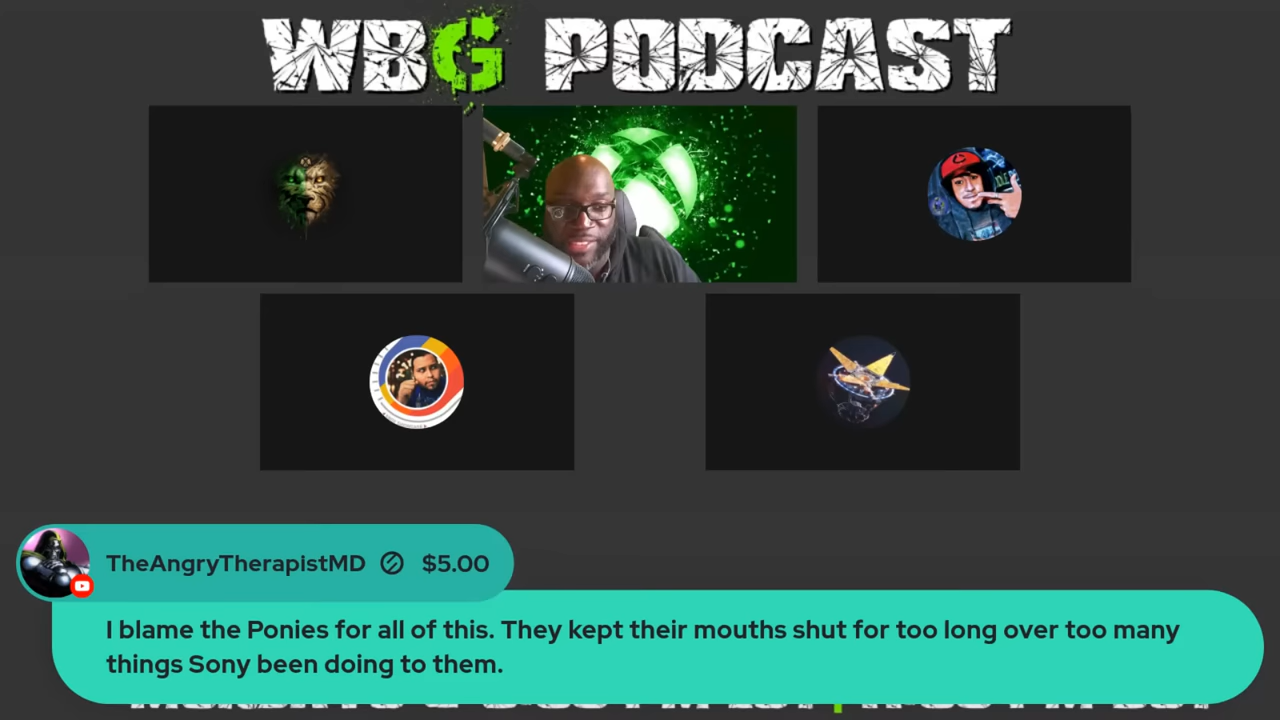 WBG PODCAST
TheAngryTherapistMD $5.00
I blame the Ponies for all of this. They kept their mouths shut for too long over too many
things Sony been doing to them.